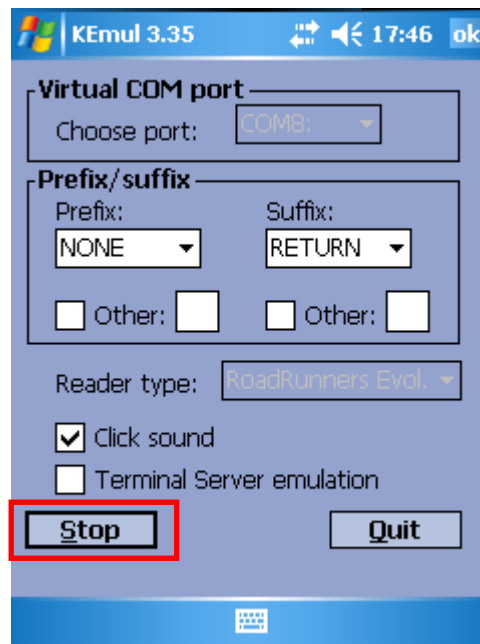 KEmul 3.35 17:46 ok
Virtual COM port
Choose port: COM8:
Prefix/suffix
Prefix: Suffix:
NONE RETURN
Other: Other:
Reader type: RoadRunners Evol.
Click sound
Terminal Server emulation
Stop Quit